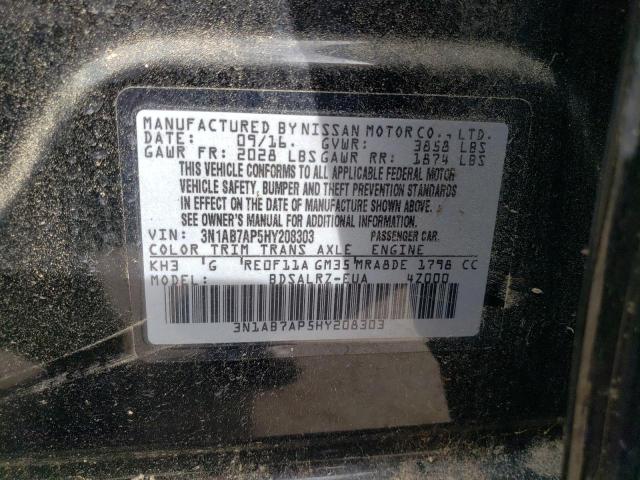 MANUFACTURED BY NISSAN MOTOR CO., LTD.
DATE: 09/16. GVWR: 3858 LBS
GAWR FR: 2028 LBS GAWR RR: 1874 LBS
THIS VEHICLE CONFORMS TO ALL APPLICABLE FEDERAL MOTOR
VEHICLE SAFETY, BUMPER AND THEFT PREVENTION STANDARDS
IN EFFECT ON THE DATE OF MANUFACTURE SHOWN ABOVE.
SEE OWNER'S MANUAL FOR ADDITIONAL INFORMATION.
VIN: 3N1AB7AP5HY208303 PASSENGER CAR.
COLOR TRIM TRANS AXLE ENGINE
KH3 'G 'RE0F11A GM35'MRA8DE 1798 CC
MODEL: BDSALRZ-EUA 4Z000
3N1AB7AP5HY208303